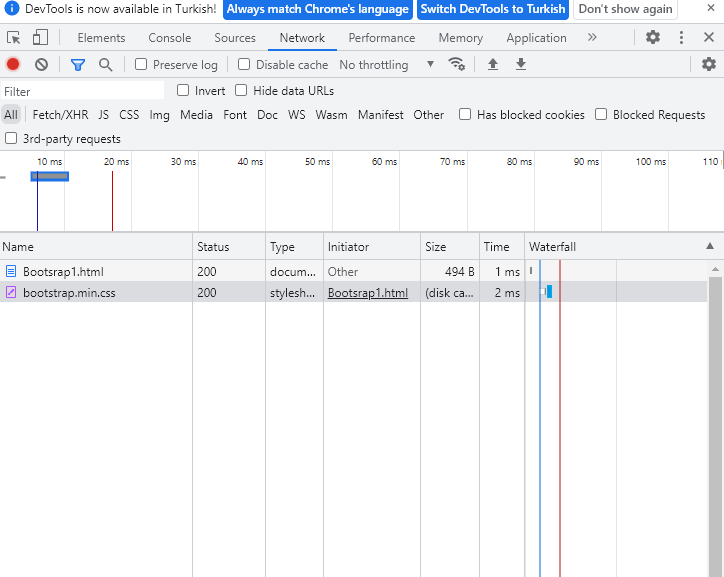 DevTools is now available in Turkish! Always match Chrome's language Switch DevTools to Turkish Don't show again
Elements Console Sources Network Performance Memory Application
Preserve log Disable cache No throttling
Filter Invert Hide data URLs
All Fetch/XHR JS CSS Img Media Font Doc WS Wasm Manifest Other Has blocked cookies Blocked Requests
3rd-party requests
10 ms 20 ms 30 ms 40 ms 50 ms 60 ms 70 ms 80 ms 90 ms 100 ms 110
Name Status Type Initiator Size Time Waterfall
Bootsrap1.html 200 docum... Other 494 B 1 ms
bootstrap.min.css 200 stylesh... Bootsrap1.html (disk ca... 2 ms